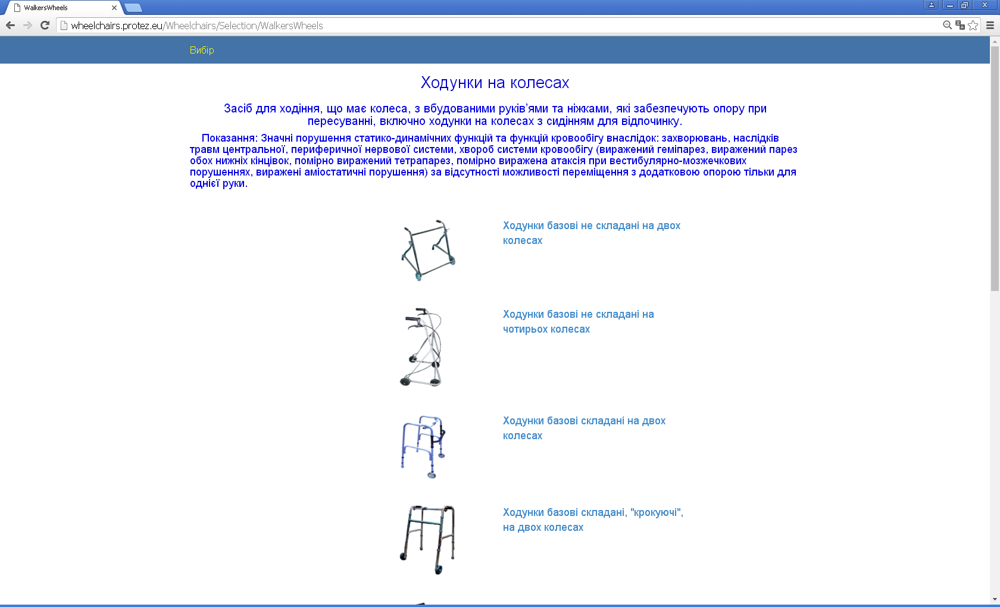 WalkersWheels
wheelchairs.protez.eu/Wheelchairs/Selection/WalkersWheels
Вибір
Ходунки на колесах
Засіб для ходіння, що має колеса, з вбудованими руків’ями та ніжками, які забезпечують опору при
пересуванні, включно ходунки на колесах з сидінням для відпочинку.
Показання: Значні порушення статико-динамічних функцій та функцій кровообігу внаслідок: захворювань, наслідків
травм центральної, периферичної нервової системи, хвороб системи кровообігу (виражений геміпарез, виражений парез
обох нижніх кінцівок, помірно виражений тетрапарез, помірно виражена атаксія при вестибулярно-мозжечкових
порушеннях, виражені аміостатичні порушення) за відсутності можливості переміщення з додатковою опорою тільки для
однієї руки.
Ходунки базові не складані на двох
колесах
Ходунки базові не складані на
чотирьох колесах
Ходунки базові складані на двох
колесах
Ходунки базові складані, "крокуючі",
на двох колесах